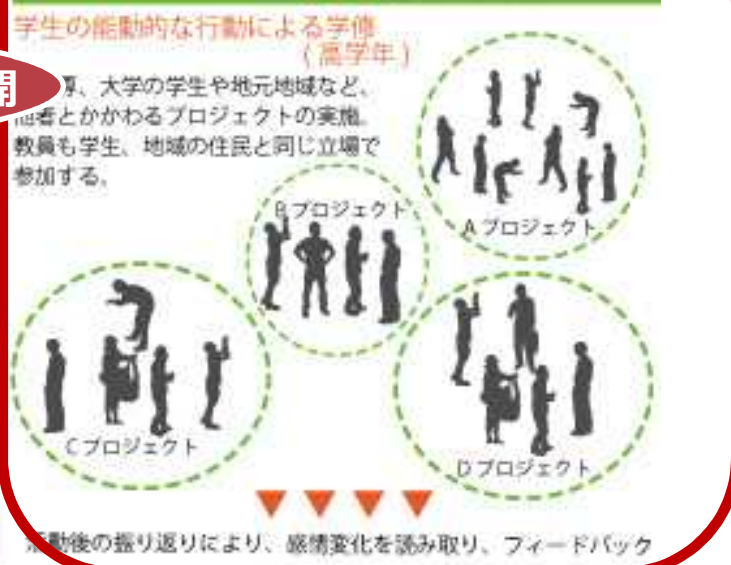 学生の能動的な行動による学修
(高学年)
開
専、大学の学生や地元地域など、
他者とかかわるプロジェクトの実施。
教員も学生、地域の住民と同じ立場で
参加する。
Bプロジェクト
Aプロジェクト
Cプロジェクト
Dプロジェクト
活動後の振り返りにより、感情変化を読み取り、フィードバック